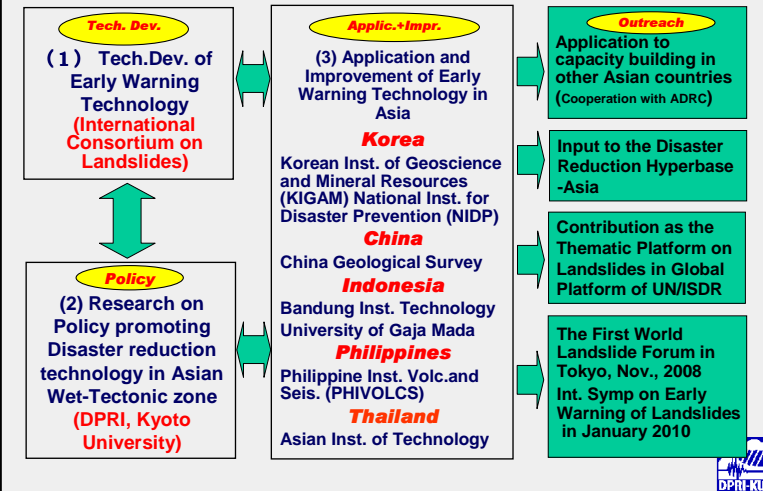 Tech. Dev.
(1) Tech.Dev. of
Early Warning
Technology
(International
Consortium on
Landslides)
Policy
(2) Research on
Policy promoting
Disaster reduction
technology in Asian
Wet-Tectonic zone
(DPRI, Kyoto
University)
Applic.+Impr.
(3) Application and
Improvement of Early
Warning Technology in
Asia
Korea
Korean Inst. of Geoscience
and Mineral Resources
(KIGAM) National Inst. for
Disaster Prevention (NIDP)
China
China Geological Survey
Indonesia
Bandung Inst. Technology
University of Gaja Mada
Philippines
Philippine Inst. Volc.and
Seis. (PHIVOLCS)
Thailand
Asian Inst. of Technology
Outreach
Application to
capacity building in
other Asian countries
(Cooperation with ADRC)
Input to the Disaster
Reduction Hyperbase
-Asia
Contribution as the
Thematic Platform on
Landslides in Global
Platform of UN/ISDR
The First World
Landslide Forum in
Tokyo, Nov., 2008
Int. Symp on Early
Warning of Landslides
in January 2010
DPRI-KU